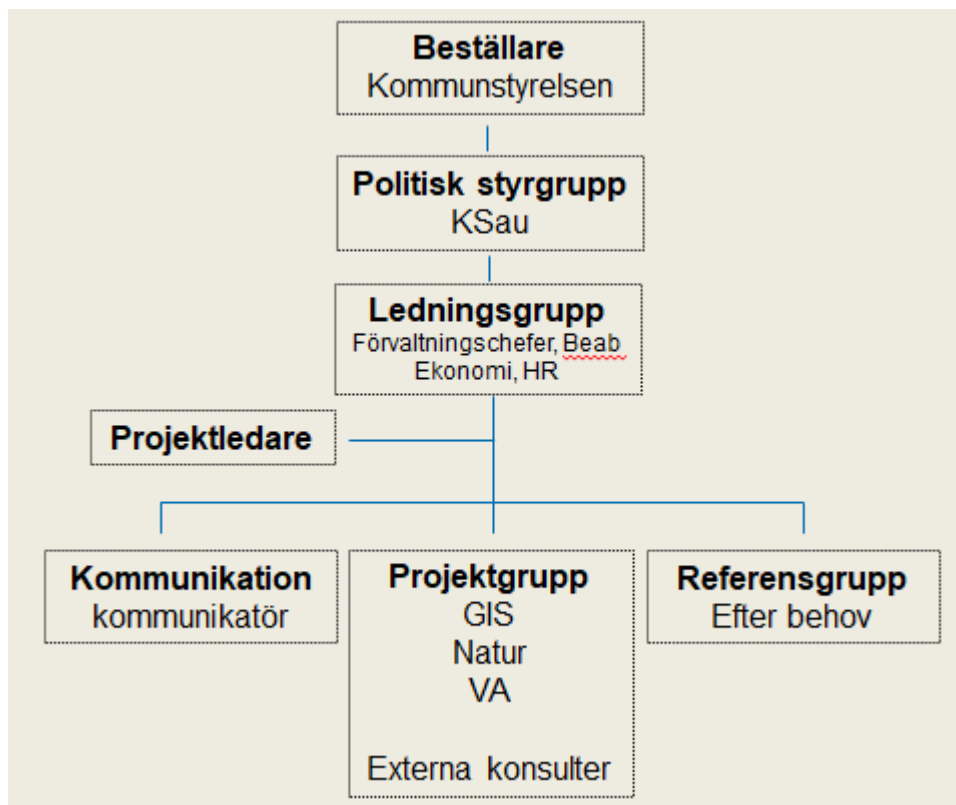 Beställare
Kommunstyrelsen
Politisk styrgrupp
KSau
Ledningsgrupp
Förvaltningschefer, Beab
Ekonomi, HR
Projektledare
Kommunikation
kommunikatör
Projektgrupp
GIS
Natur
VA
Externa konsulter
Referensgrupp
Efter behov